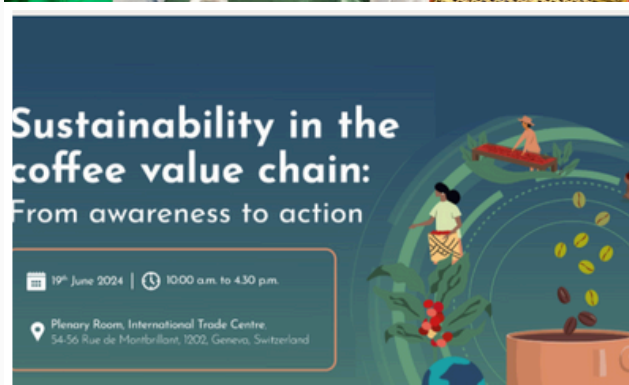 Sustainability in the
coffee value chain:
From awareness to action
19th June 2024 | 10:00 a.m. to 4.30 p.m.
Plenary Room, International Trade Centre,
54-56 Rue de Montbrillant, 1202, Geneva, Switzerland